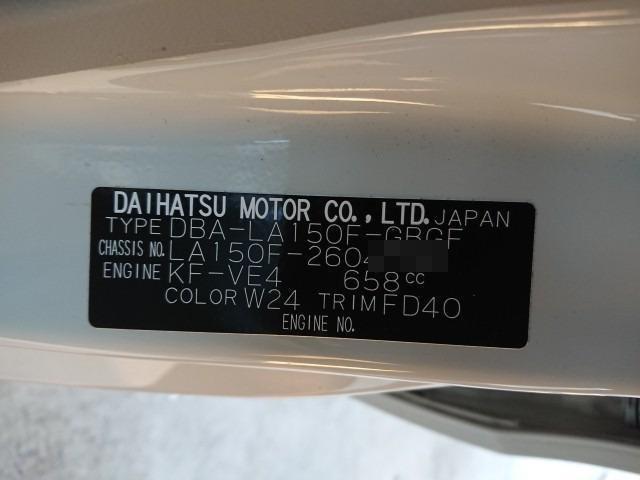 DAIHATSU MOTOR CO.,LTD. JAPAN
TYPE DBA-LA150F-GBGF
CHASSIS NO. LA150F-2604
ENGINE KF-VE4 658cc
COLOR W24 TRIM FD40
ENGINE NO.